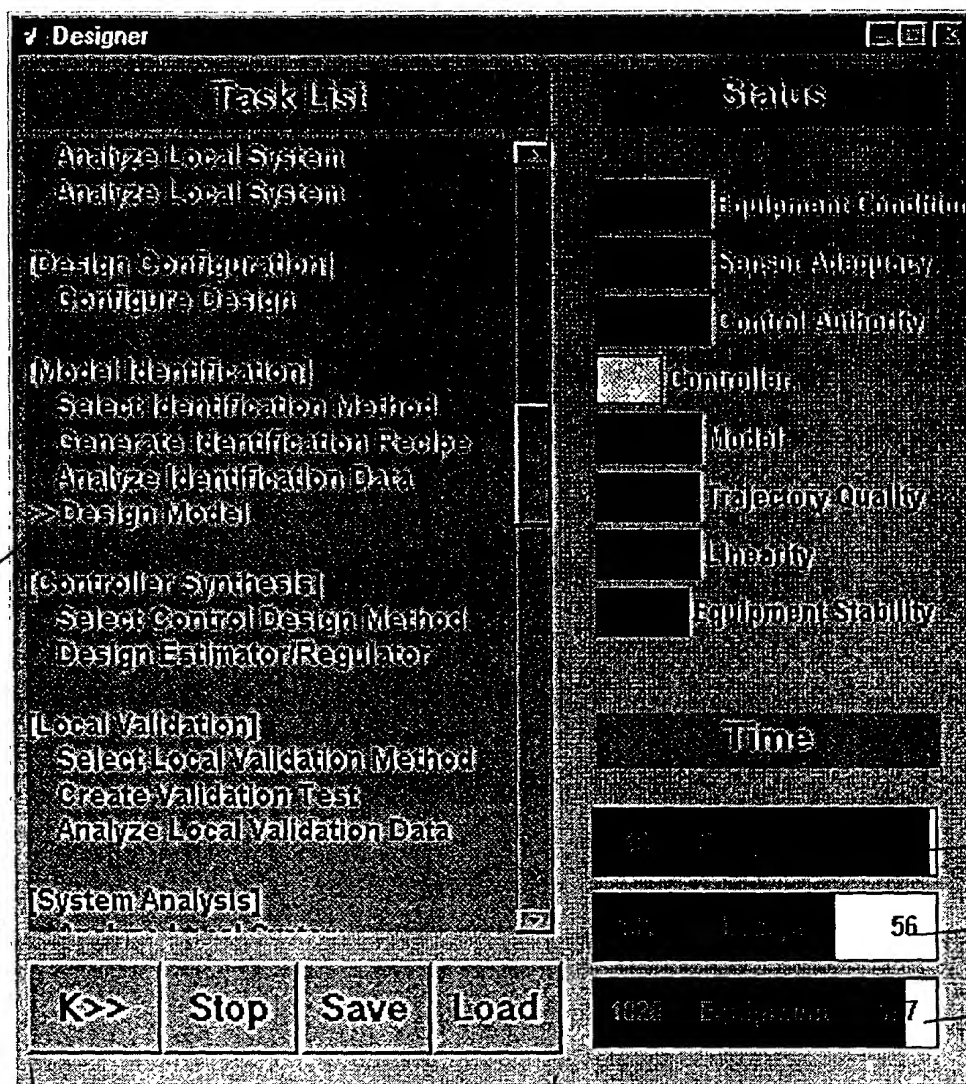 Designer
Task List
Analyze Local System
Analyze Local System
[Design Configuration]
Configure Design
[Model Identification]
Select Identification Method
Generate Identification Recipe
Analyze Identification Data
>>Design Model
[Controller Synthesis]
Select Control Design Method
Design Estimator/Regulator
[Local Validation]
Select Local Validation Method
Create Validation Test
Analyze Local Validation Data
[System Analysis]
K>>
Stop
Save
Load
Status
Equipment Condition
Sensor Adequacy
Control Authority
Controller
Model
Trajectory Quality
Linearity
Equipment Stability
Time
56
Equipment
7